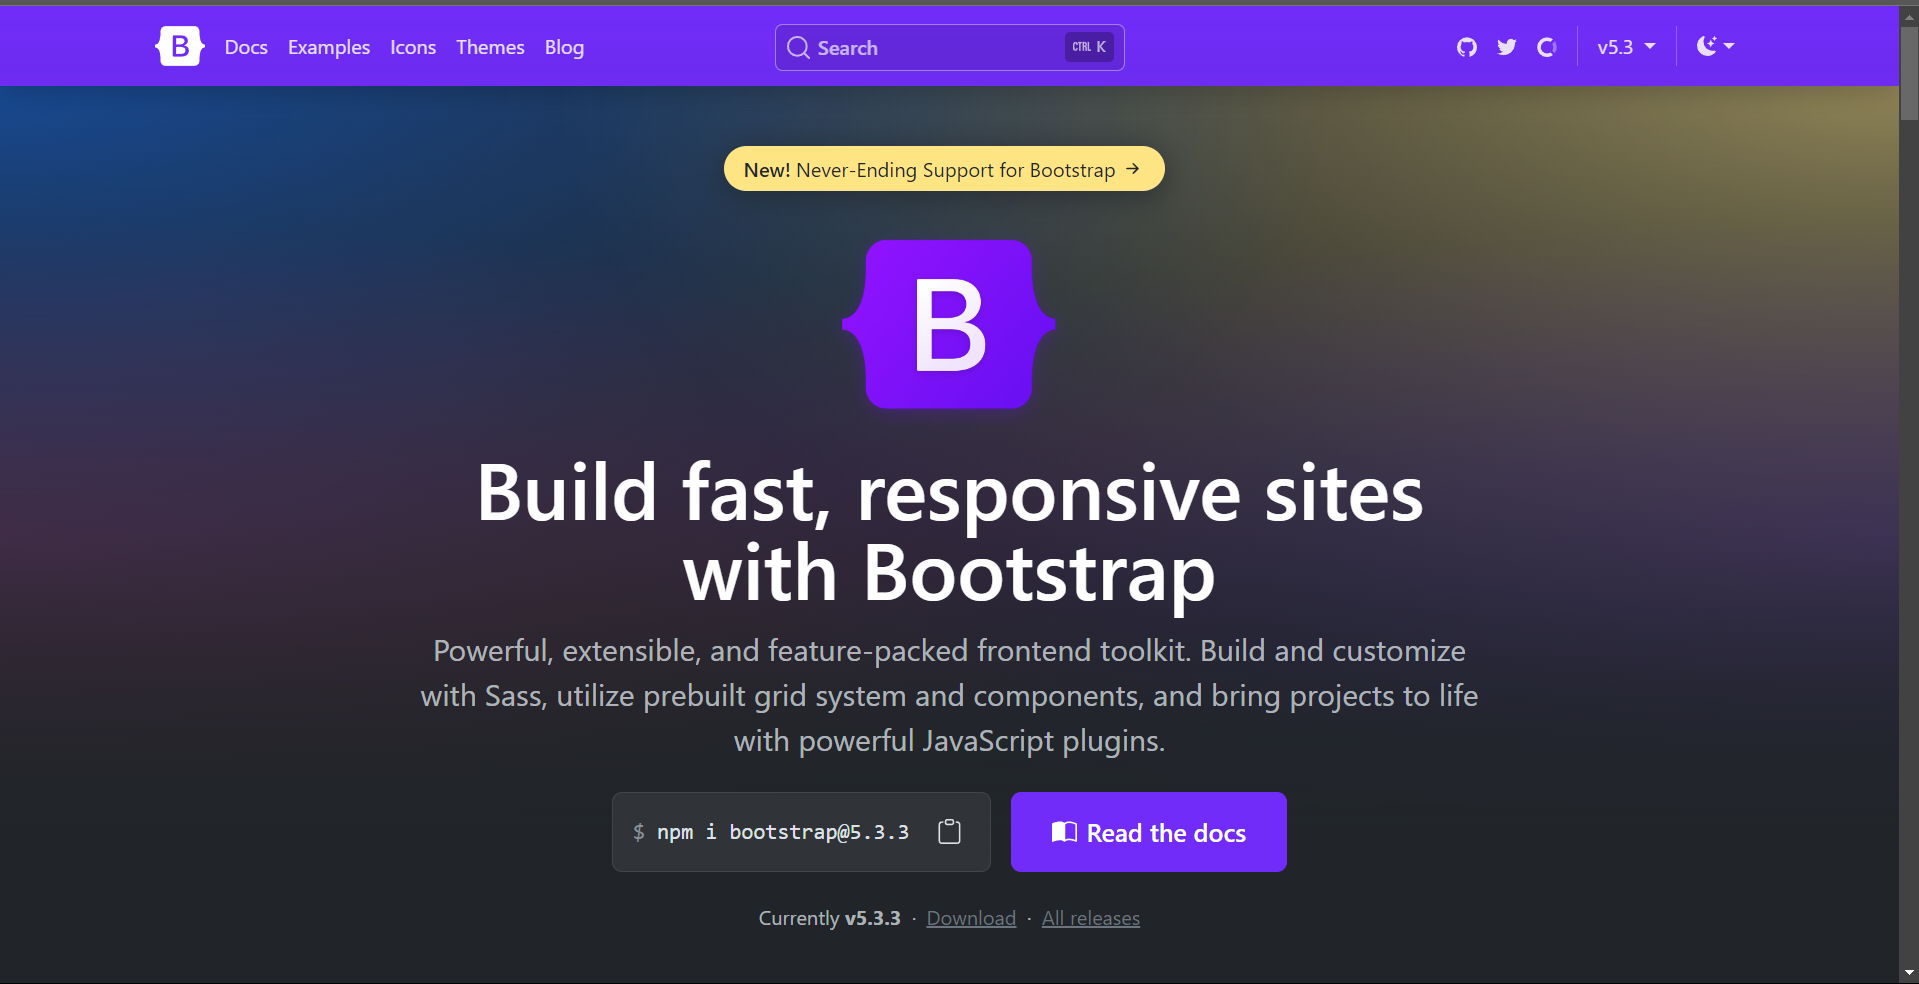 B Docs Examples Icons Themes Blog Search CTRL K v5.3
New! Never-Ending Support for Bootstrap →
B
Build fast, responsive sites
with Bootstrap
Powerful, extensible, and feature-packed frontend toolkit. Build and customize
with Sass, utilize prebuilt grid system and components, and bring projects to life
with powerful JavaScript plugins.
$ npm i bootstrap@5.3.3 Read the docs
Currently v5.3.3 · Download · All releases